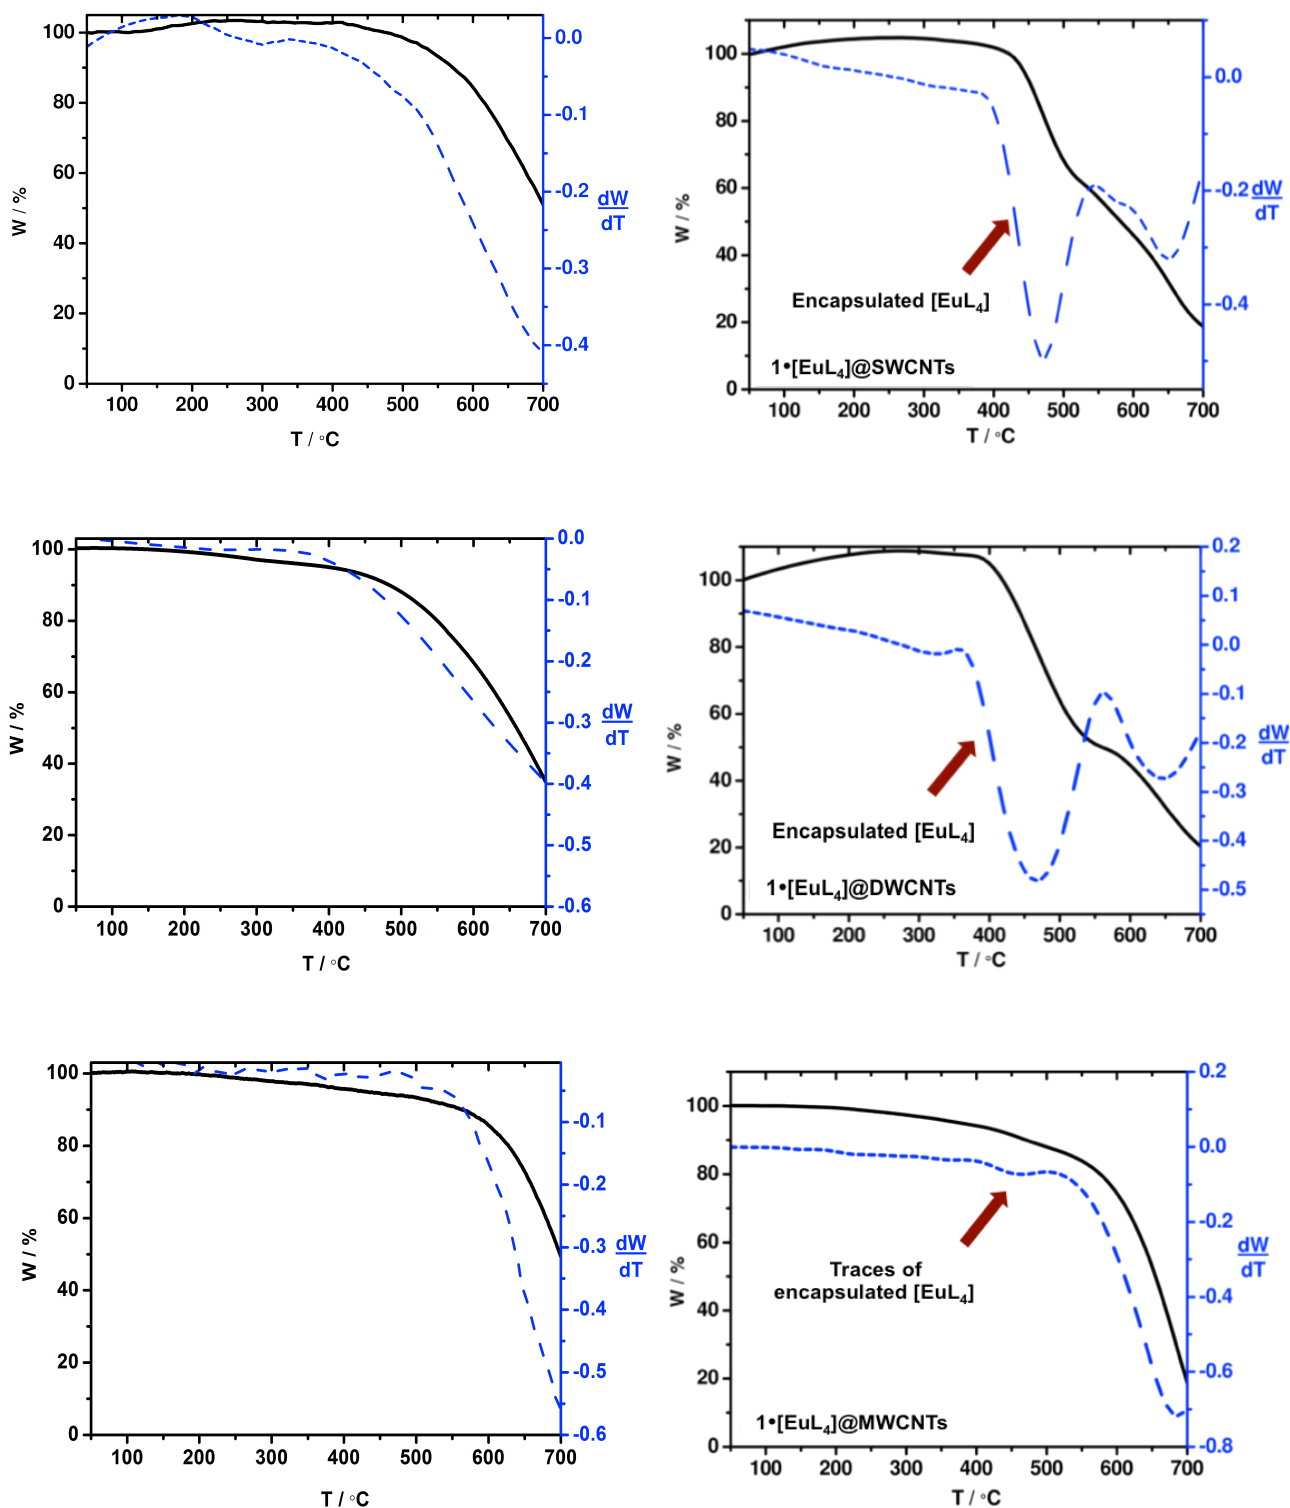 100
80
60
40
20
0
W / %
0.0
-0.1
-0.2
-0.3
-0.4
dW
dT
100 200 300 400 500 600 700
T / °C
100
80
60
40
20
0
W / %
0.0
-0.2
-0.4
dW
dT
Encapsulated [EuL4]
1•[EuL4]@SWCNTs
100 200 300 400 500 600 700
T / °C
100
80
60
40
20
0
W / %
0.0
-0.1
-0.2
-0.3
-0.4
-0.5
-0.6
dW
dT
100 200 300 400 500 600 700
T / °C
100
80
60
40
20
0
W / %
0.2
0.1
0.0
-0.1
-0.2
-0.3
-0.4
-0.5
dW
dT
Encapsulated [EuL4]
1•[EuL4]@DWCNTs
100 200 300 400 500 600 700
T / °C
100
80
60
40
20
0
W / %
-0.1
-0.2
-0.3
-0.4
-0.5
-0.6
dW
dT
100 200 300 400 500 600 700
T / °C
100
80
60
40
20
0
W / %
0.2
0.0
-0.2
-0.4
-0.6
-0.8
dW
dT
Traces of
encapsulated [EuL4]
1•[EuL4]@MWCNTs
100 200 300 400 500 600 700
T / °C